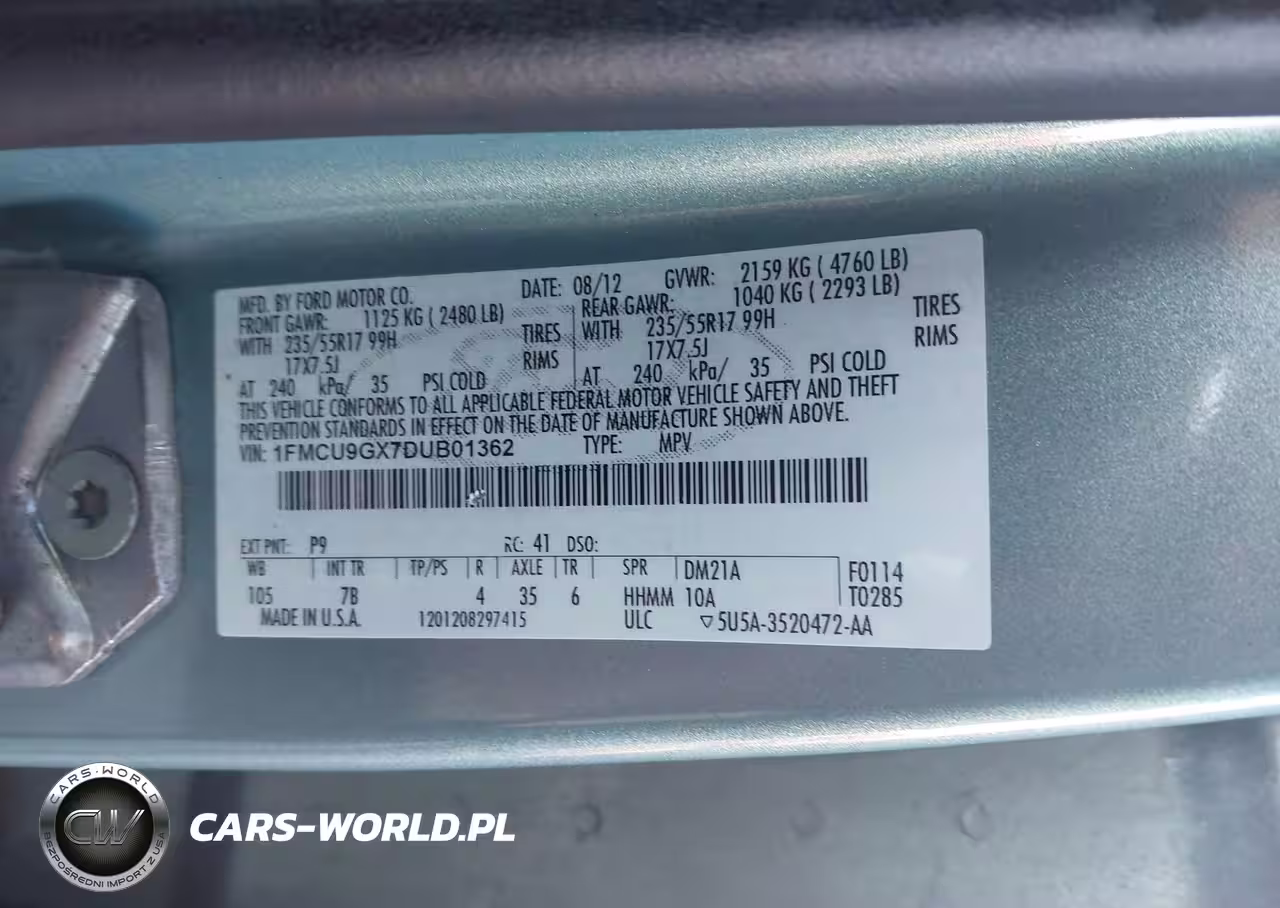 MFD. BY FORD MOTOR CO. DATE: 08/12 GVWR: 2159 KG ( 4760 LB)
FRONT GAWR: 1125 KG ( 2480 LB) REAR GAWR: 1040 KG ( 2293 LB)
WITH 235/55R17 99H TIRES WITH 235/55R17 99H TIRES
17X7.5J RIMS 17X7.5J RIMS
AT 240 kPa/ 35 PSI COLD AT 240 kPa/ 35 PSI COLD
THIS VEHICLE CONFORMS TO ALL APPLICABLE FEDERAL MOTOR VEHICLE SAFETY AND THEFT
PREVENTION STANDARDS IN EFFECT ON THE DATE OF MANUFACTURE SHOWN ABOVE.
VIN: 1FMCU9GX7DUB01362 TYPE: MPV
EXT PNT: P9 RC: 41 DSO:
WB INT TR TP/PS R AXLE TR SPR DM21A F0114
105 7B 4 35 6 HHMM 10A T0285
MADE IN U.S.A. 1201208297415 ULC ▽5U5A-3520472-AA
CARS-WORLD
CW
BEZPOŚREDNI IMPORT Z USA
CARS-WORLD.PL